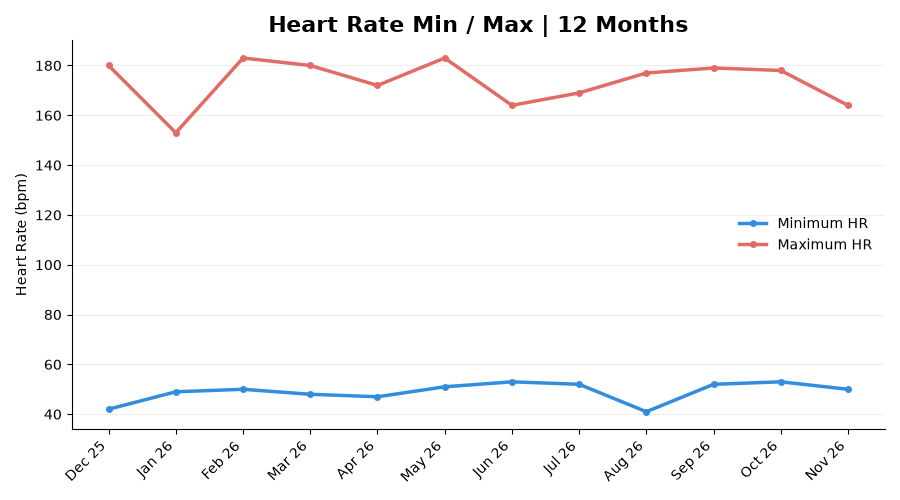 Heart Rate Min / Max | 12 Months
Heart Rate (bpm)
180
160
140
120
100
80
60
40
Minimum HR
Maximum HR
Dec 25
Jan 26
Feb 26
Mar 26
Apr 26
May 26
Jun 26
Jul 26
Aug 26
Sep 26
Oct 26
Nov 26